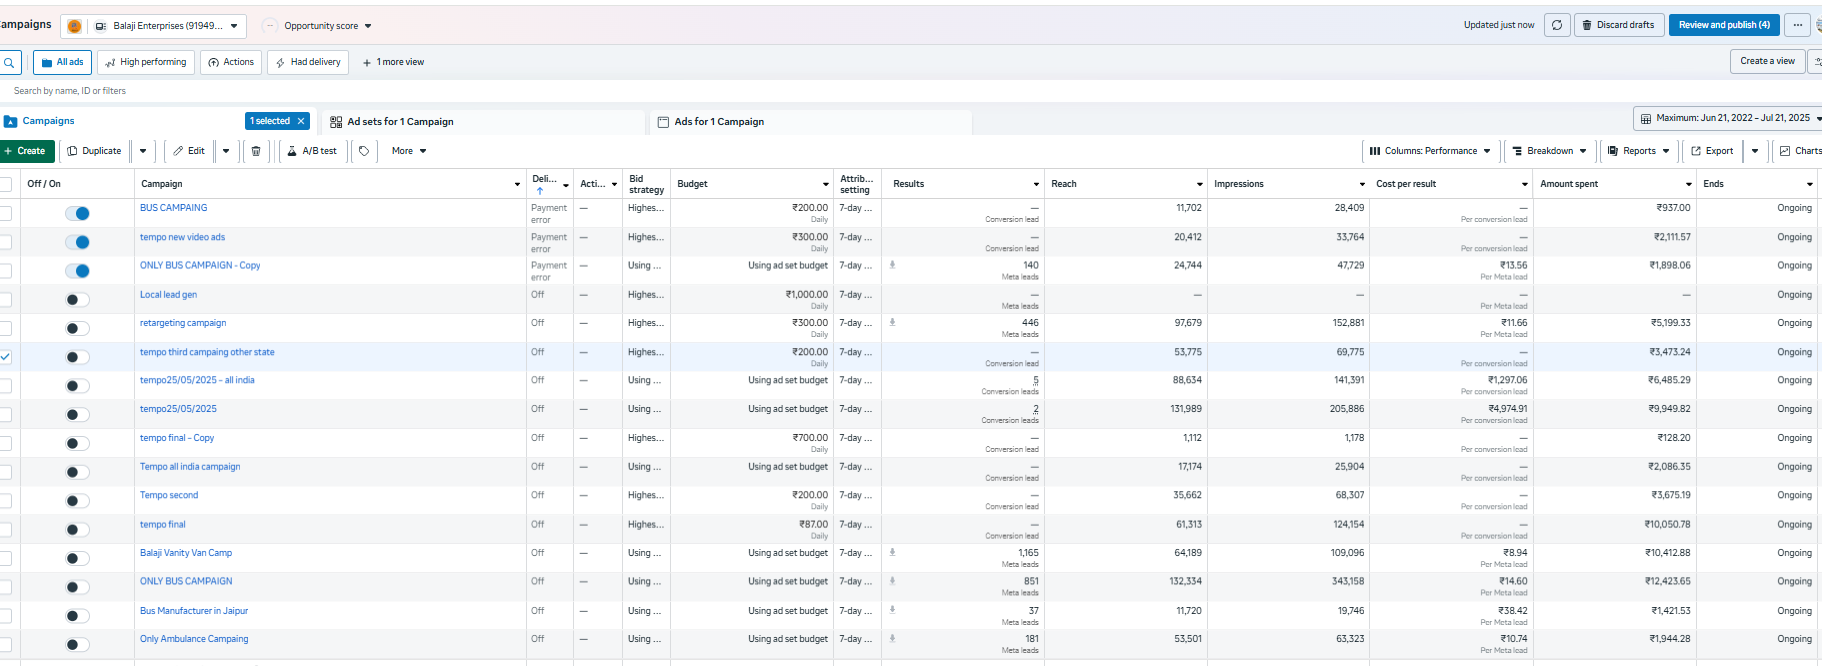 Campaigns Balaji Enterprises (91949... Opportunity score Updated just now Discard drafts Review and publish (4)
All ads High performing Actions Had delivery + 1 more view Create a view
Search by name, ID or filters
Campaigns 1 selected × Ad sets for 1 Campaign Ads for 1 Campaign Maximum: Jun 21, 2022 – Jul 21, 2025
+ Create Duplicate Edit A/B test More Columns: Performance Breakdown Reports Export Charts
Off / On Campaign Deli... ↑ Acti... Bid strategy Budget Attrib... setting Results Reach Impressions Cost per result Amount spent Ends
BUS CAMPAING Payment error — Highes... ₹200.00 Daily 7-day ... — Conversion lead 11,702 28,409 — Per conversion lead ₹937.00 Ongoing
tempo new video ads Payment error — Highes... ₹300.00 Daily 7-day ... — Conversion lead 20,412 33,764 — Per conversion lead ₹2,111.57 Ongoing
ONLY BUS CAMPAIGN - Copy Payment error — Using ... Using ad set budget 7-day ... 140 Meta leads 24,744 47,729 ₹13.56 Per Meta lead ₹1,898.06 Ongoing
Local lead gen Off — Highes... ₹1,000.00 Daily 7-day ... — Meta leads — — — Per Meta lead — Ongoing
retargeting campaign Off — Highes... ₹300.00 Daily 7-day ... 446 Meta leads 97,679 152,881 ₹11.66 Per Meta lead ₹5,199.33 Ongoing
tempo third campaing other state Off — Highes... ₹200.00 Daily 7-day ... — Conversion lead 53,775 69,775 — Per conversion lead ₹3,473.24 Ongoing
tempo25/05/2025 - all india Off — Using ... Using ad set budget 7-day ... 5 Conversion leads 88,634 141,391 ₹1,297.06 Per conversion lead ₹6,485.29 Ongoing
tempo25/05/2025 Off — Using ... Using ad set budget 7-day ... 2 Conversion leads 131,989 205,886 ₹4,974.91 Per conversion lead ₹9,949.82 Ongoing
tempo final - Copy Off — Highes... ₹700.00 Daily 7-day ... — Conversion lead 1,112 1,178 — Per conversion lead ₹128.20 Ongoing
Tempo all india campaign Off — Using ... Using ad set budget 7-day ... — Conversion lead 17,174 25,904 — Per conversion lead ₹2,086.35 Ongoing
Tempo second Off — Highes... ₹200.00 Daily 7-day ... — Conversion lead 35,662 68,307 — Per conversion lead ₹3,675.19 Ongoing
tempo final Off — Highes... ₹87.00 Daily 7-day ... — Conversion lead 61,313 124,154 — Per conversion lead ₹10,050.78 Ongoing
Balaji Vanity Van Camp Off — Using ... Using ad set budget 7-day ... 1,165 Meta leads 64,189 109,096 ₹8.94 Per Meta lead ₹10,412.88 Ongoing
ONLY BUS CAMPAIGN Off — Using ... Using ad set budget 7-day ... 851 Meta leads 132,334 343,158 ₹14.60 Per Meta lead ₹12,423.65 Ongoing
Bus Manufacturer in Jaipur Off — Using ... Using ad set budget 7-day ... 37 Meta leads 11,720 19,746 ₹38.42 Per Meta lead ₹1,421.53 Ongoing
Only Ambulance Campaing Off — Using ... Using ad set budget 7-day ... 181 Meta leads 53,501 63,323 ₹10.74 Per Meta lead ₹1,944.28 Ongoing